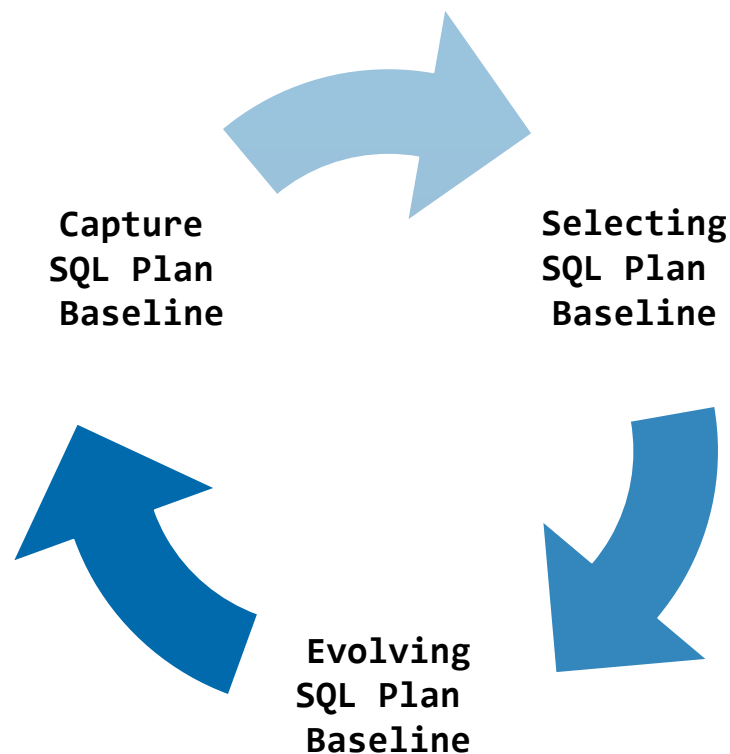 Capture
SQL Plan
Baseline
Selecting
SQL Plan
Baseline
Evolving
SQL Plan
Baseline